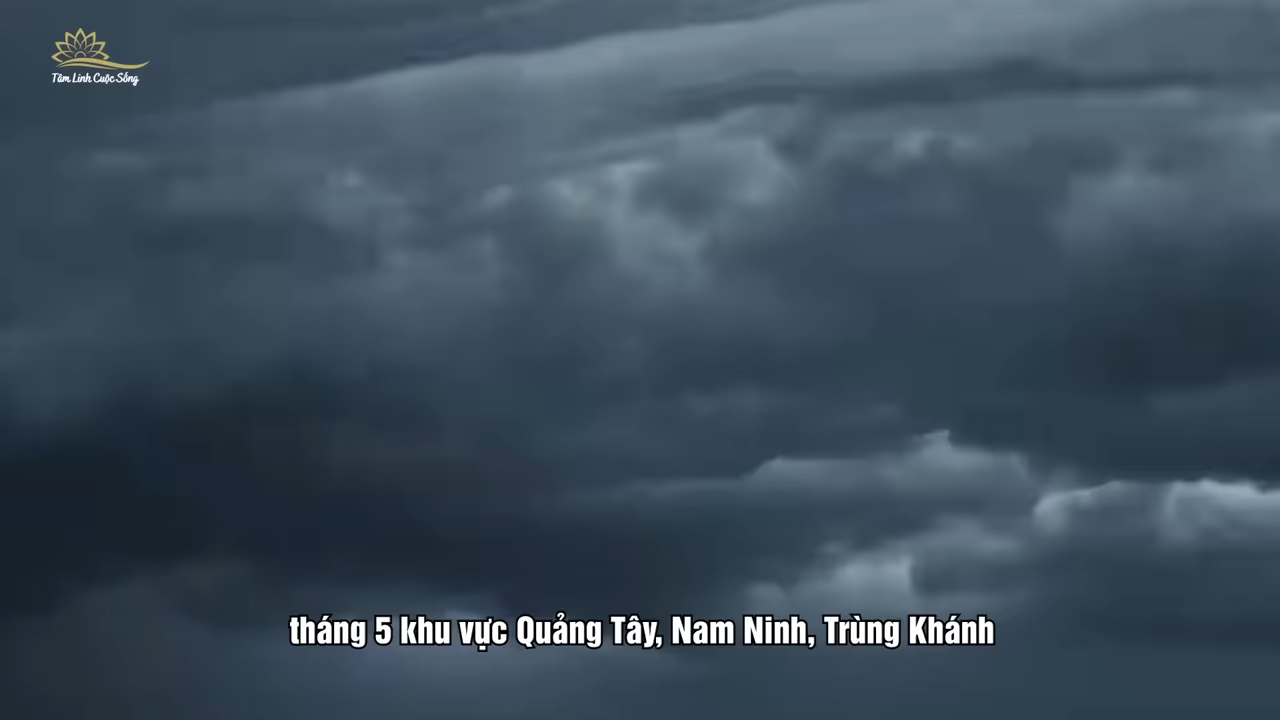 Tâm Linh Cuộc Sống
tháng 5 khu vực Quảng Tây, Nam Ninh, Trùng Khánh